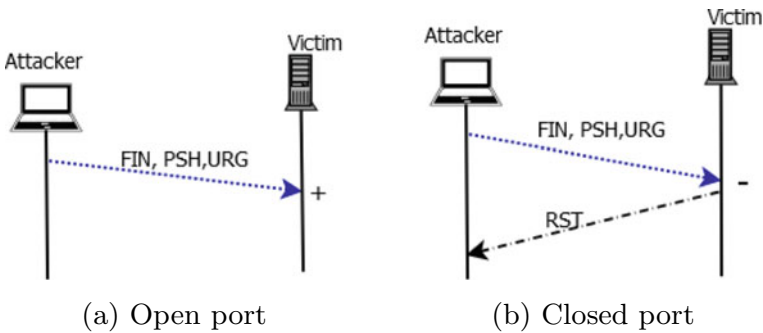 Attacker
Victim
FIN, PSH,URG
+
(a) Open port
Attacker
Victim
FIN, PSH,URG
-
RST
(b) Closed port